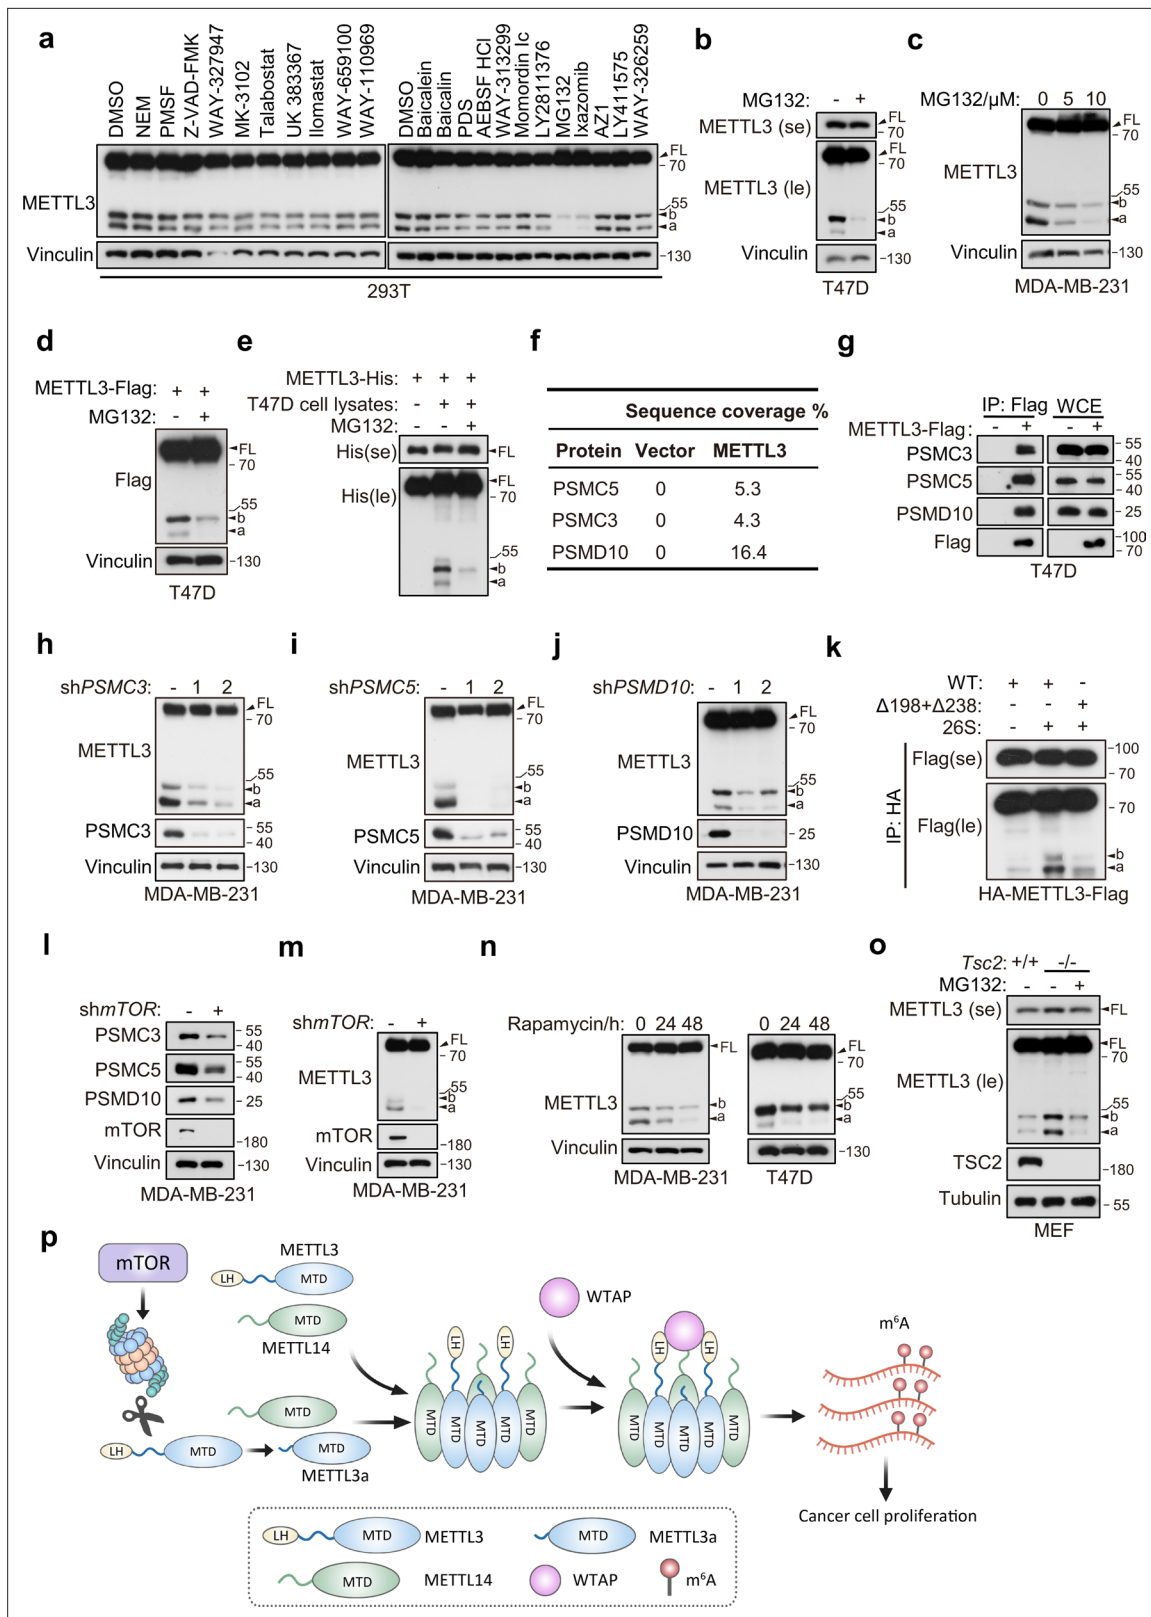 a
DMSO
NEM
PMSF
Z-VAD-FMK
WAY-327947
MK-3102
Talabostat
UK 383367
Ilomastat
WAY-659100
WAY-110969
DMSO
Baicalein
Baicalin
PDS
AEBSF HCl
WAY-313299
Momordin Ic
LY2811376
MG132
Ixazomib
AZ1
LY411575
WAY-326259
METTL3
FL
-70
55
b
a
Vinculin
-130
293T
b
MG132: - +
METTL3 (se)
FL
70
METTL3 (le)
FL
-70
55
b
a
Vinculin
-130
T47D
c
MG132/μM: 0 5 10
FL
70
METTL3
55
b
a
Vinculin
-130
MDA-MB-231
d
METTL3-Flag: + +
MG132: - +
FL
-70
Flag
55
b
a
Vinculin
-130
T47D
e
METTL3-His: + + +
T47D cell lysates: - + +
MG132: - - +
His(se)
FL
His(le)
FL
-70
55
b
a
f
Sequence coverage %
Protein Vector METTL3
PSMC5 0 5.3
PSMC3 0 4.3
PSMD10 0 16.4
g
IP: Flag WCE
METTL3-Flag: - + - +
PSMC3
55
40
PSMC5
55
40
PSMD10
-25
Flag
-100
70
T47D
h
shPSMC3: - 1 2
FL
-70
METTL3
55
b
a
PSMC3
55
40
Vinculin
-130
MDA-MB-231
i
shPSMC5: - 1 2
FL
-70
METTL3
55
b
a
PSMC5
55
40
Vinculin
-130
MDA-MB-231
j
shPSMD10: - 1 2
FL
-70
METTL3
55
b
a
PSMD10
-25
Vinculin
-130
MDA-MB-231
k
WT: + + -
Δ198+Δ238: - - +
26S: - + +
IP: HA
Flag(se)
-100
-70
Flag(le)
-70
b
a
HA-METTL3-Flag
l
shmTOR: - +
PSMC3
55
40
PSMC5
55
40
PSMD10
-25
mTOR
-180
Vinculin
-130
MDA-MB-231
m
shmTOR: - +
FL
-70
METTL3
55
b
a
mTOR
-180
Vinculin
-130
MDA-MB-231
n
Rapamycin/h: 0 24 48 0 24 48
FL
FL
-70
METTL3
b
a
55
b
a
Vinculin
-130
MDA-MB-231
T47D
o
Tsc2: +/+ -/-
MG132: - - +
METTL3 (se)
FL
METTL3 (le)
FL
-70
55
b
a
TSC2
-180
Tubulin
-55
MEF
p
mTOR
METTL3
LH
MTD
MTD
METTL14
MTD
LH
MTD
MTD
METTL3a
LH
LH
MTD
MTD
MTD
MTD
MTD
WTAP
LH
LH
MTD
MTD
MTD
MTD
MTD
m⁶A
Cancer cell proliferation
LH
MTD
METTL3
MTD
METTL3a
MTD
METTL14
WTAP
m⁶A